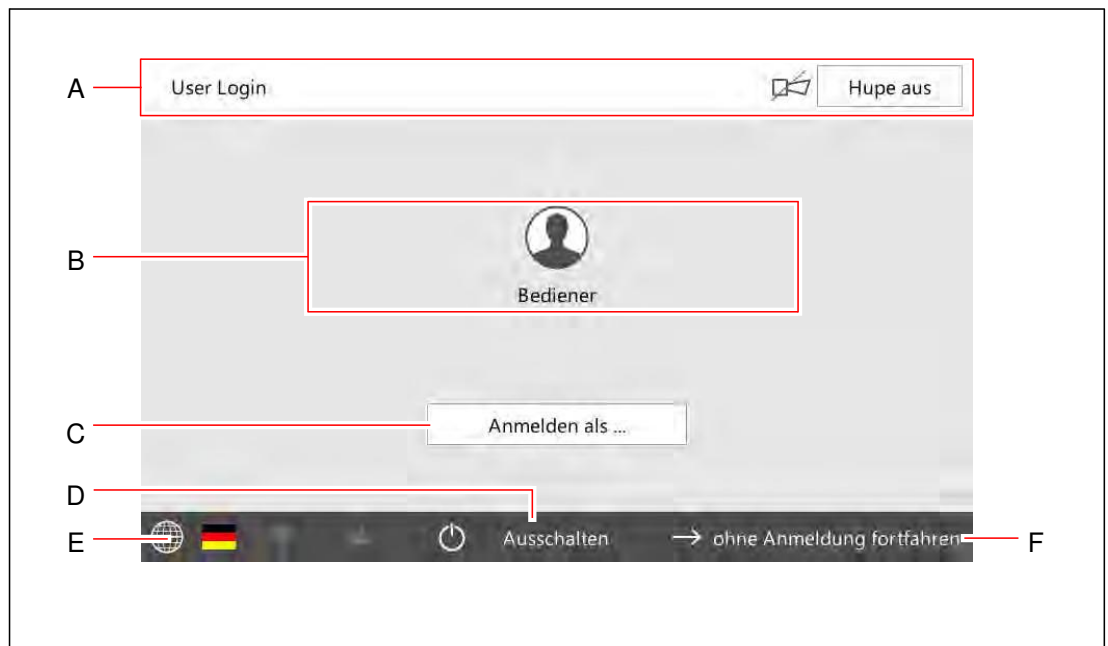 A
User Login
Hupe aus
B
Bediener
C
Anmelden als ...
D
E
Ausschalten
→ ohne Anmeldung fortfahren
F